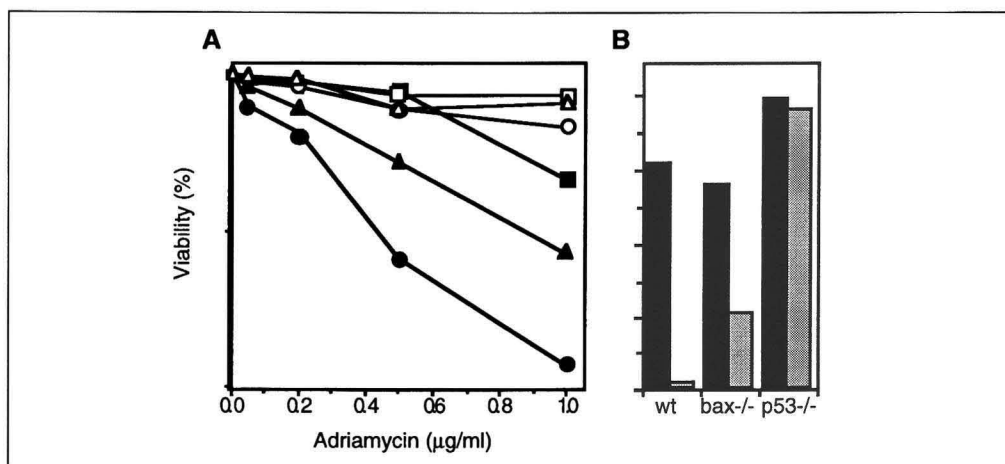 A
B
Viability (%)
0.0 0.2 0.4 0.6 0.8 1.0
Adriamycin (µg/ml)
wt bax-/- p53-/-